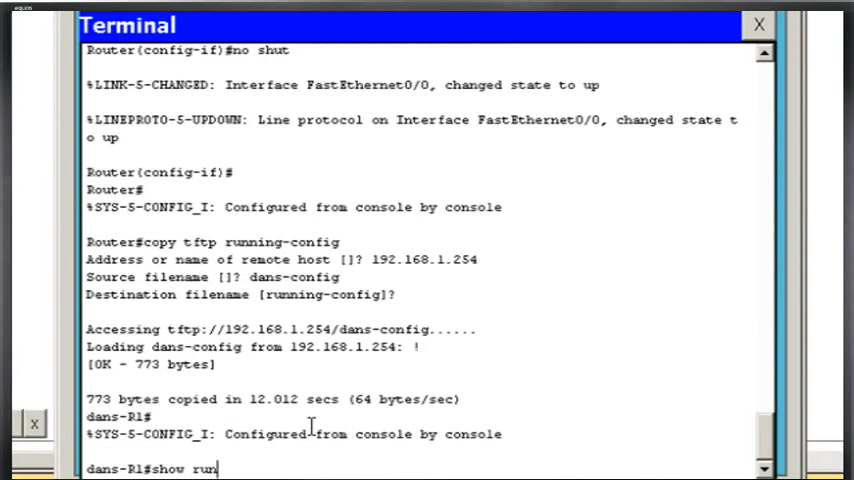 equos
Terminal
X
Router(config-if)#no shut
%LINK-5-CHANGED: Interface FastEthernet0/0, changed state to up
%LINEPROTO-5-UPDOWN: Line protocol on Interface FastEthernet0/0, changed state t
o up
Router(config-if)#
Router#
%SYS-5-CONFIG_I: Configured from console by console
Router#copy tftp running-config
Address or name of remote host []? 192.168.1.254
Source filename []? dans-config
Destination filename [running-config]?
Accessing tftp://192.168.1.254/dans-config......
Loading dans-config from 192.168.1.254: !
[OK - 773 bytes]
773 bytes copied in 12.012 secs (64 bytes/sec)
dans-R1#
X
%SYS-5-CONFIG_I: Configured from console by console
dans-R1#show run